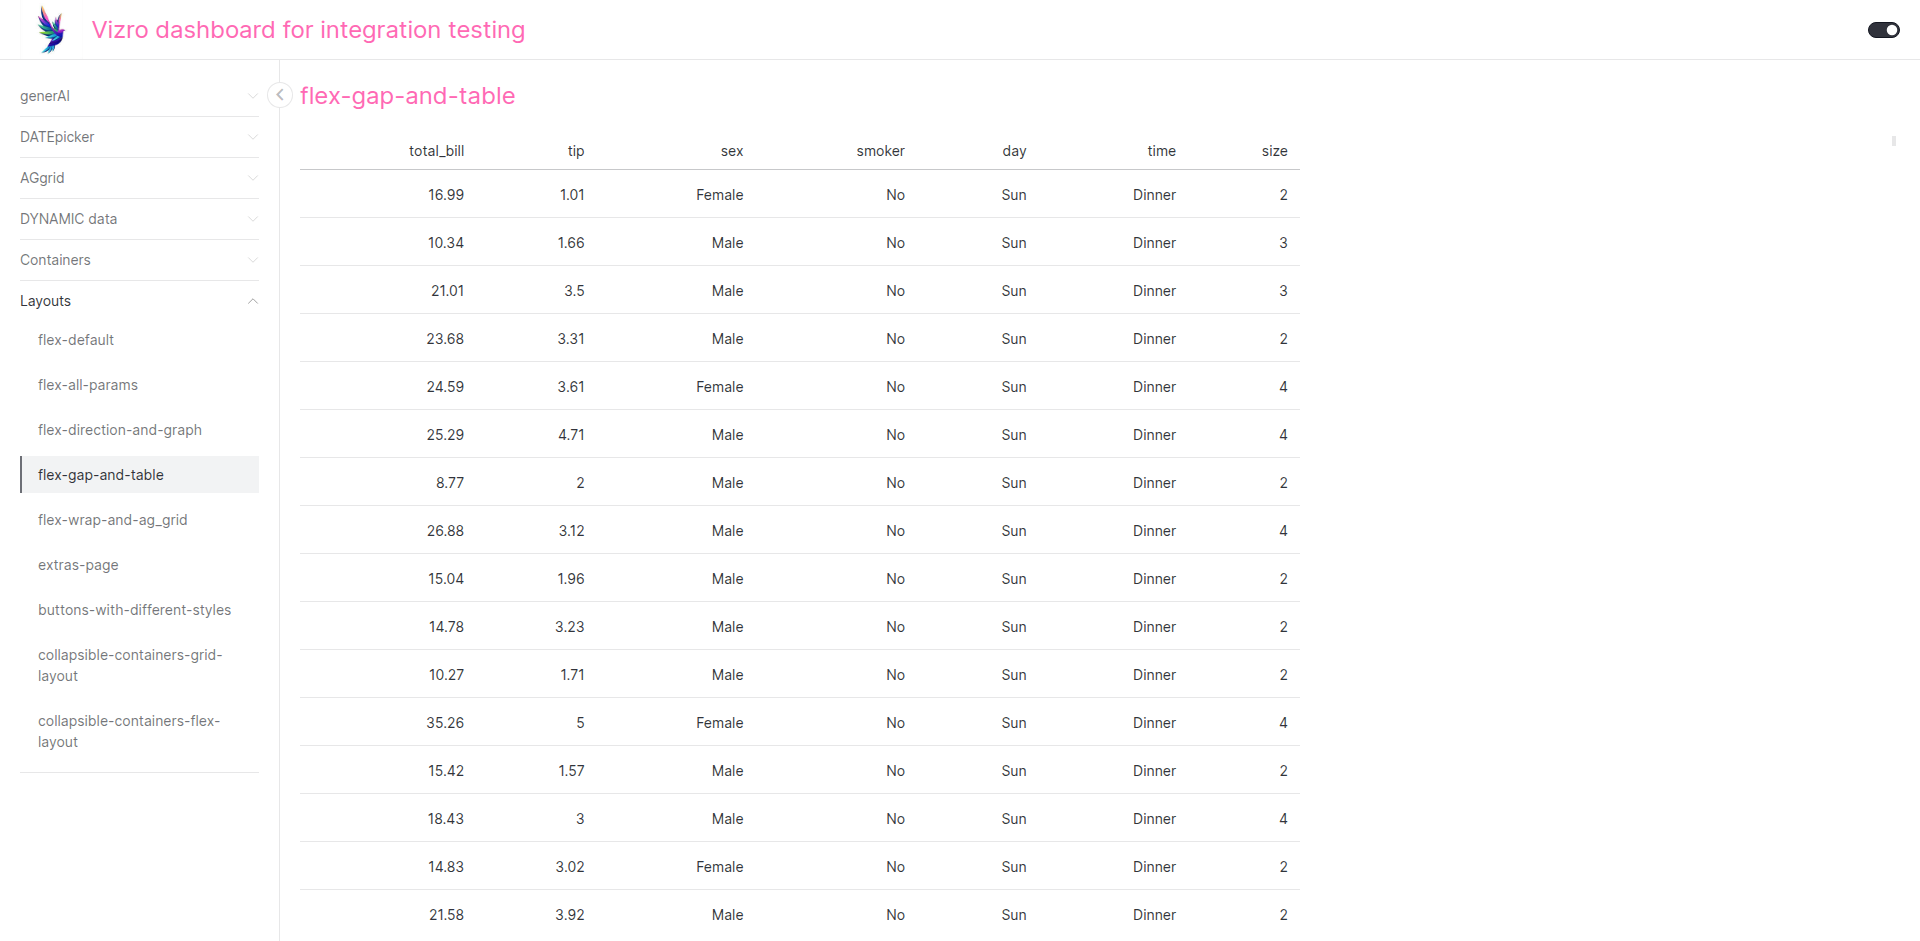 Vizro dashboard for integration testing
generAI
DATEpicker
AGgrid
DYNAMIC data
Containers
Layouts
flex-default
flex-all-params
flex-direction-and-graph
flex-gap-and-table
flex-wrap-and-ag_grid
extras-page
buttons-with-different-styles
collapsible-containers-grid-
layout
collapsible-containers-flex-
layout
flex-gap-and-table
total_bill tip sex smoker day time size
16.99 1.01 Female No Sun Dinner 2
10.34 1.66 Male No Sun Dinner 3
21.01 3.5 Male No Sun Dinner 3
23.68 3.31 Male No Sun Dinner 2
24.59 3.61 Female No Sun Dinner 4
25.29 4.71 Male No Sun Dinner 4
8.77 2 Male No Sun Dinner 2
26.88 3.12 Male No Sun Dinner 4
15.04 1.96 Male No Sun Dinner 2
14.78 3.23 Male No Sun Dinner 2
10.27 1.71 Male No Sun Dinner 2
35.26 5 Female No Sun Dinner 4
15.42 1.57 Male No Sun Dinner 2
18.43 3 Male No Sun Dinner 4
14.83 3.02 Female No Sun Dinner 2
21.58 3.92 Male No Sun Dinner 2